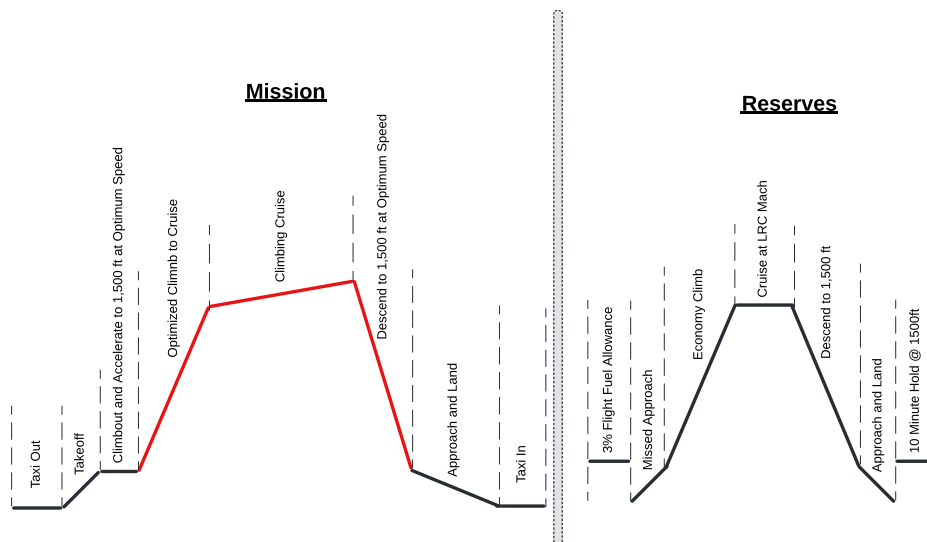 Mission
Taxi Out
Takeoff
Climbout and Accelerate to 1,500 ft at Optimum Speed
Optimized Climnb to Cruise
Climbing Cruise
Descend to 1,500 ft at Optimum Speed
Approach and Land
Taxi In
Reserves
3% Flight Fuel Allowance
Missed Approach
Economy Climb
Cruise at LRC Mach
Descend to 1,500 ft
Approach and Land
10 Minute Hold @ 1500ft